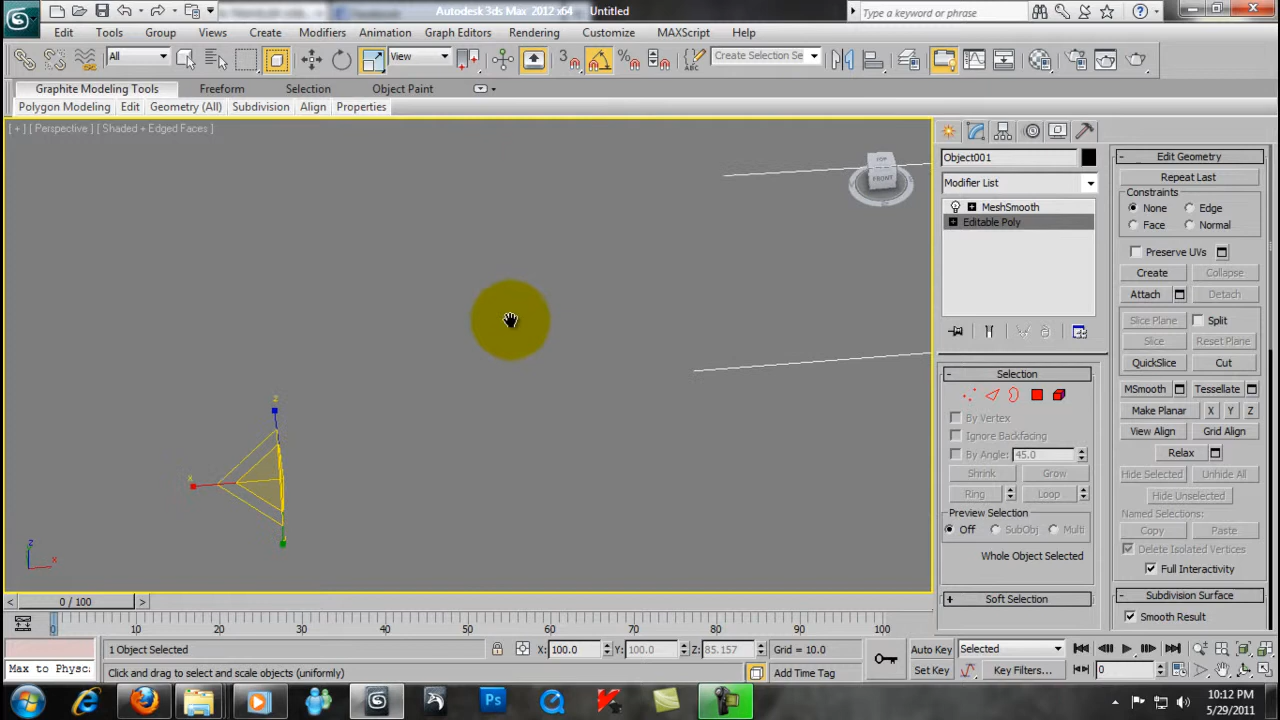 Autodesk 3ds Max 2012 x64 Untitled
Type a keyword or phrase
Edit Tools Group Views Create Modifiers Animation Graph Editors Rendering Customize MAXScript Help
All View 3 Create Selection Se
Graphite Modeling Tools Freeform Selection Object Paint
Polygon Modeling Edit Geometry (All) Subdivision Align Properties
[ + ] [ Perspective ] [ Shaded + Edged Faces ]
TOP
FRONT
z
x
z
x
Object001
Modifier List
MeshSmooth
Editable Poly
Selection
By Vertex
Ignore Backfacing
By Angle: 45.0
Shrink Grow
Ring Loop
Preview Selection
Off SubObj Multi
Whole Object Selected
Soft Selection
Edit Geometry
Repeat Last
Constraints
None Edge
Face Normal
Preserve UVs
Create Collapse
Attach Detach
Slice Plane Split
Slice Reset Plane
QuickSlice Cut
MSmooth Tessellate
Make Planar X Y Z
View Align Grid Align
Relax
Hide Selected Unhide All
Hide Unselected
Named Selections:
Copy Paste
Delete Isolated Vertices
Full Interactivity
Subdivision Surface
Smooth Result
< 0 / 100 >
0 10 20 30 40 50 60 70 80 90 100
1 Object Selected X: 100.0 Y: 100.0 Z: 85.157 Grid = 10.0 Auto Key Selected
Max to Physc Click and drag to select and scale objects (uniformly) Add Time Tag Set Key Key Filters... 0
Ps
10:12 PM
5/29/2011